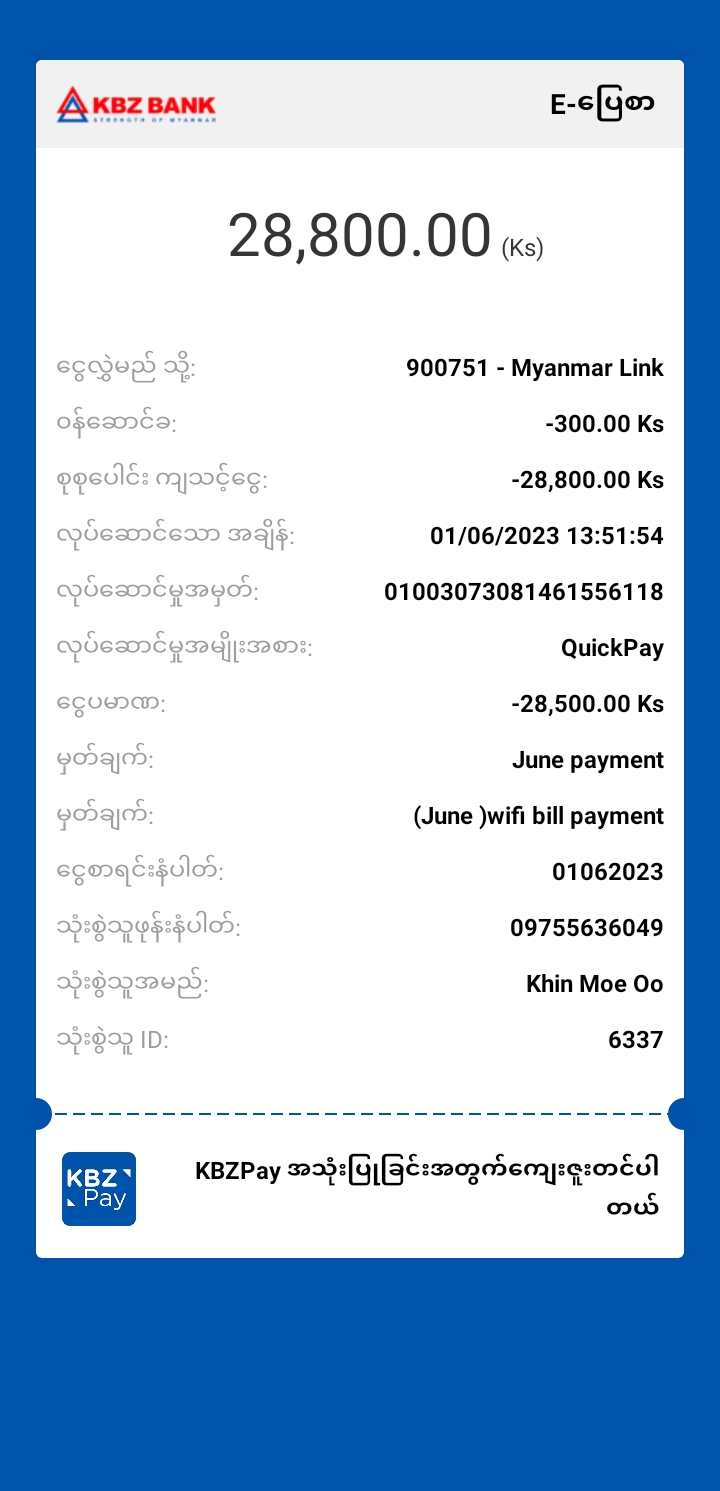 KBZ BANK
STRENGTH OF MYANMAR
E-ပြေစာ
28,800.00 (Ks)
ငွေလွှဲမည် သို့: 900751 - Myanmar Link
ဝန်ဆောင်ခ: -300.00 Ks
စုစုပေါင်း ကျသင့်ငွေ: -28,800.00 Ks
လုပ်ဆောင်သော အချိန်: 01/06/2023 13:51:54
လုပ်ဆောင်မှုအမှတ်: 01003073081461556118
လုပ်ဆောင်မှုအမျိုးအစား: QuickPay
ငွေပမာဏ: -28,500.00 Ks
မှတ်ချက်: June payment
မှတ်ချက်: (June )wifi bill payment
ငွေစာရင်းနံပါတ်: 01062023
သုံးစွဲသူဖုန်းနံပါတ်: 09755636049
သုံးစွဲသူအမည်: Khin Moe Oo
သုံးစွဲသူ ID: 6337
KBZ Pay
KBZPay အသုံးပြုခြင်းအတွက်ကျေးဇူးတင်ပါ
တယ်